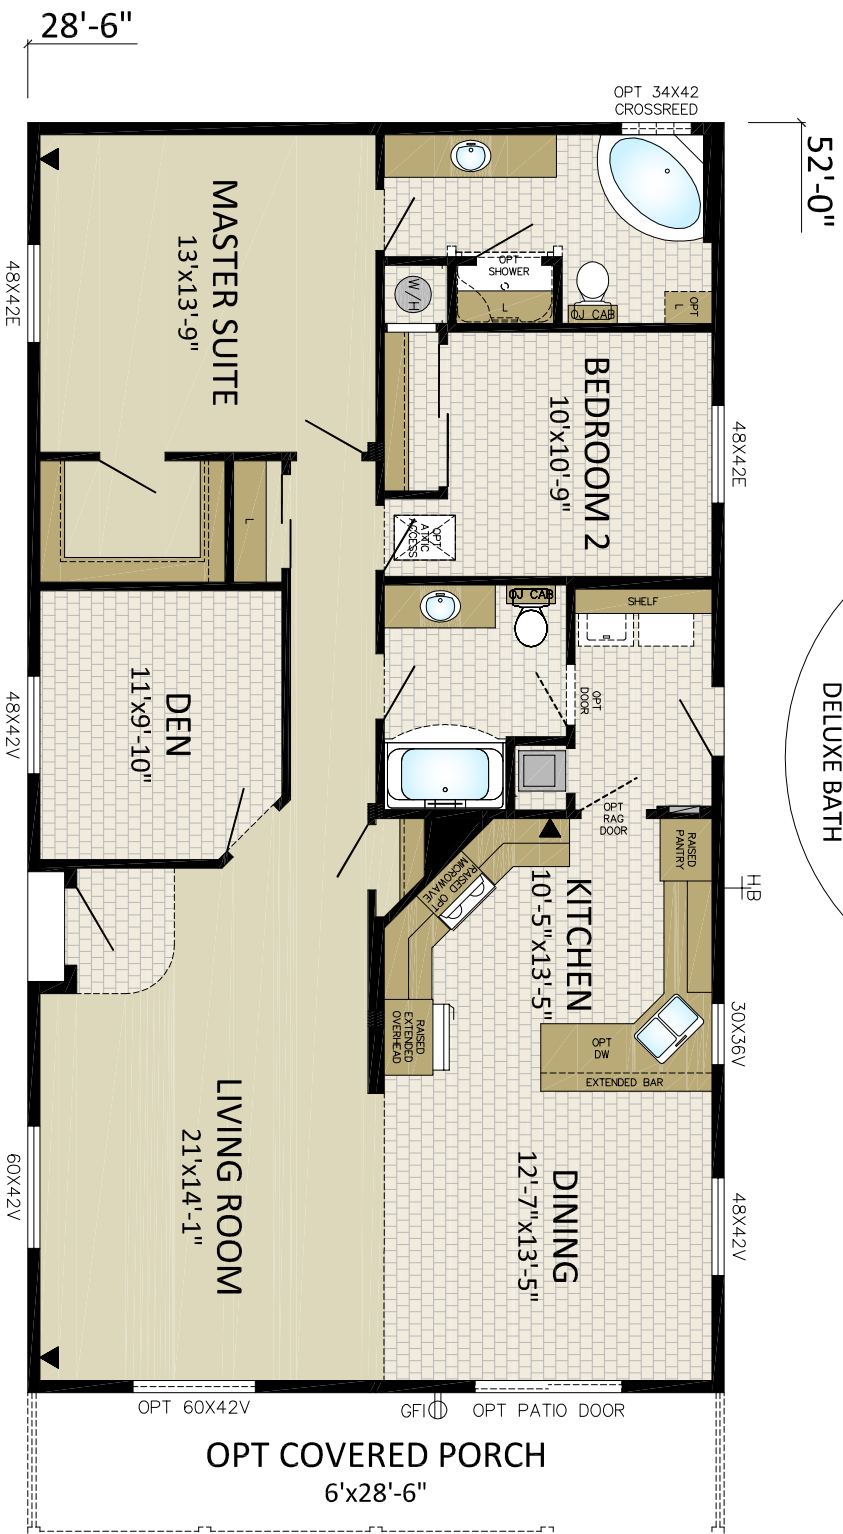 28'-6"
52'-0"
OPT 34X42
CROSSREED
MASTER SUITE
13'x13'-9"
48X42E
OPT
SHOWER
L
W/H
OJ CAB
OPT
L
BEDROOM 2
10'x10'-9"
48X42E
L
OPT
ATTIC
ACCESS
OJ CAB
SHELF
DEN
11'x9'-10"
48X42V
OPT
DOOR
OPT
RAG
DOOR
DELUXE BATH
RAISED
PANTRY
HB
RAISED OPT
MICROWAVE
KITCHEN
10'-5"x13'-5"
RAISED
EXTENDED
OVERHEAD
OPT
DW
EXTENDED BAR
30X36V
LIVING ROOM
21'x14'-1"
60X42V
DINING
12'-7"x13'-5"
48X42V
OPT 60X42V
GFI
OPT PATIO DOOR
OPT COVERED PORCH
6'x28'-6"